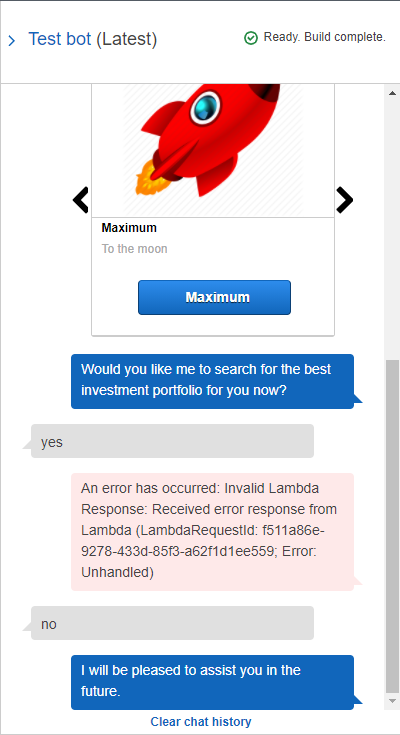 Test bot (Latest)
Ready. Build complete.
Maximum
To the moon
Maximum
Would you like me to search for the best
investment portfolio for you now?
yes
An error has occurred: Invalid Lambda
Response: Received error response from
Lambda (LambdaRequestId: f511a86e-
9278-433d-85f3-a62f1d1ee559; Error:
Unhandled)
no
I will be pleased to assist you in the
future.
Clear chat history